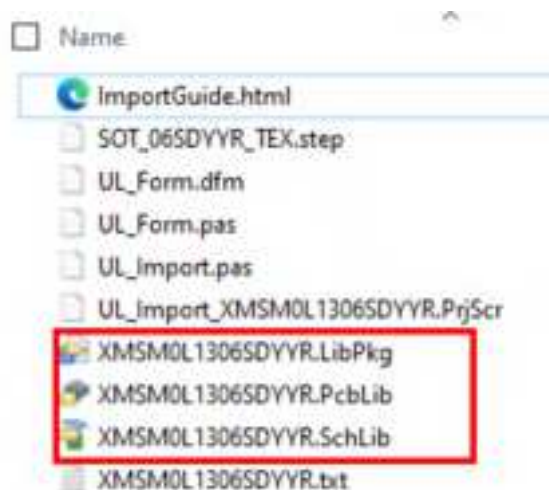 Name
ImportGuide.html
SOT_06SDYYR_TEX.step
UL_Form.dfm
UL_Form.pas
UL_Import.pas
UL_Import_XMSM0L1306SDYYR.PrjScr
XMSM0L1306SDYYR.LibPkg
XMSM0L1306SDYYR.PcbLib
XMSM0L1306SDYYR.SchLib
XMSM0L1306SDYYR.txt